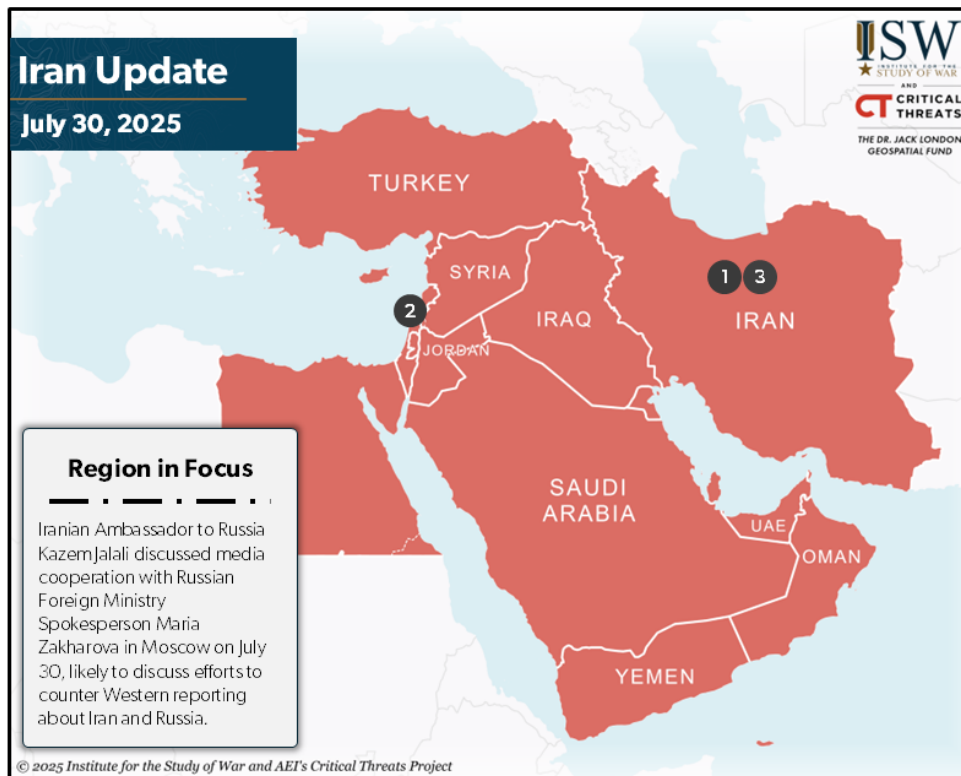 Iran Update
July 30, 2025
ISW
INSTITUTE FOR THE
STUDY OF WAR
AND
CT CRITICAL
THREATS
THE DR. JACK LONDON
GEOSPATIAL FUND
TURKEY
SYRIA
1
3
2
IRAQ
IRAN
JORDAN
Region in Focus
Iranian Ambassador to Russia
Kazem Jalali discussed media
cooperation with Russian
Foreign Ministry
Spokesperson Maria
Zakharova in Moscow on July
30, likely to discuss efforts to
counter Western reporting
about Iran and Russia.
SAUDI
ARABIA
UAE
OMAN
YEMEN
© 2025 Institute for the Study of War and AEI's Critical Threats Project